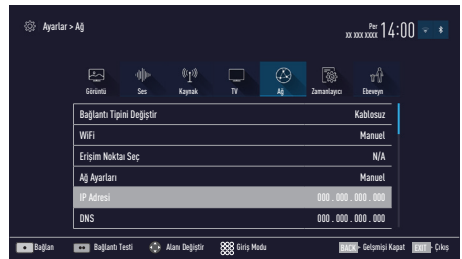 Ayarlar > Ağ
Per
xx xxx xxxx 14:00
Görüntü Ses Kaynak TV Ağ Zamanlayıcı Ebeveyn
Bağlantı Tipini Değiştir Kablosuz
WiFi Manuel
Erişim Noktaı Seç N/A
Ağ Ayarları Manuel
IP Adresi 000 . 000 . 000 . 000
DNS 000 . 000 . 000 . 000
Bağlan Bağlantı Testi Alanı Değiştir Giriş Modu BACK - Gelşmişi Kapat EXIT - Çıkış